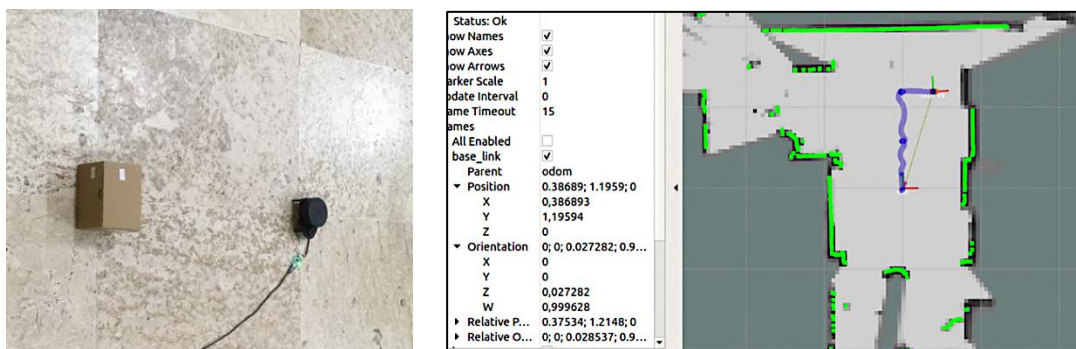 Status: Ok
ow Names
ow Axes
ow Arrows
arker Scale 1
pdate Interval 0
ame Timeout 15
ames
All Enabled
base_link
Parent odom
Position 0.38689; 1.1959; 0
X 0,386893
Y 1,19594
Z 0
Orientation 0; 0; 0.027282; 0.9…
X 0
Y 0
Z 0,027282
W 0,999628
Relative P… 0.37534; 1.2148; 0
Relative O… 0; 0; 0.028537; 0.9…